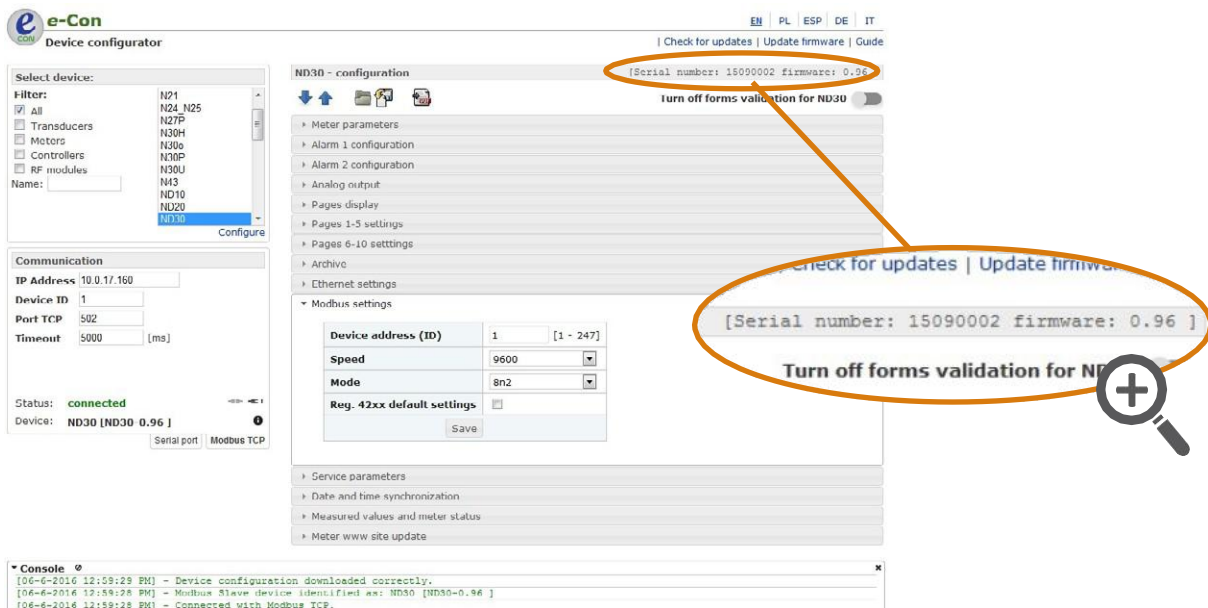 e-Con
CON
Device configurator
EN | PL | ESP | DE | IT
| Check for updates | Update firmware | Guide
Select device:
Filter:
All
Transducers
Meters
Controllers
RF modules
Name:
N21
N24_N25
N27P
N30H
N30o
N30P
N30U
N43
ND10
ND20
ND30
Configure
Communication
IP Address 10.0.17.160
Device ID 1
Port TCP 502
Timeout 5000 [ms]
Status: connected
Device: ND30 [ND30-0.96 ]
Serial port Modbus TCP
ND30 - configuration
[Serial number: 15090002 firmware: 0.96
Turn off forms validation for ND30
Meter parameters
Alarm 1 configuration
Alarm 2 configuration
Analog output
Pages display
Pages 1-5 settings
Pages 6-10 setttings
Archive
Ethernet settings
Modbus settings
Device address (ID) 1 [1 - 247]
Speed 9600
Mode 8n2
Reg. 42xx default settings
Save
Service parameters
Date and time synchronization
Measured values and meter status
Meter www site update
Check for updates | Update firmwa
[Serial number: 15090002 firmware: 0.96 ]
Turn off forms validation for ND
Console
[06-6-2016 12:59:29 PM] - Device configuration downloaded correctly.
[06-6-2016 12:59:28 PM] - Modbus Slave device identified as: ND30 [ND30-0.96 ]
[06-6-2016 12:59:28 PM] - Connected with Modbus TCP.